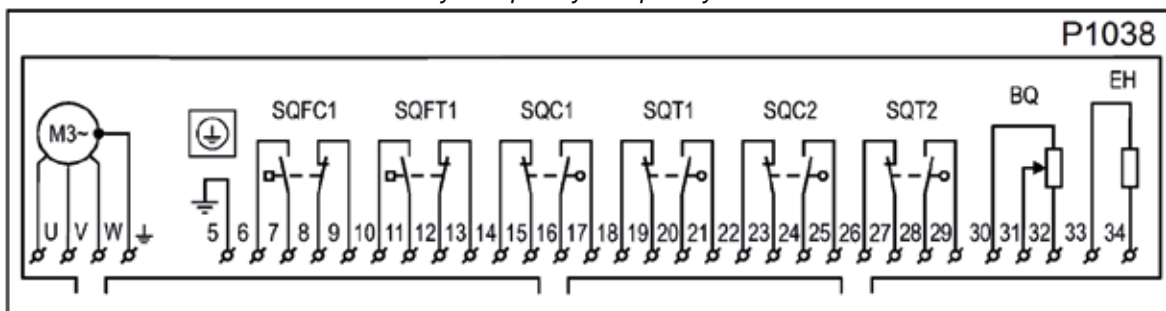 P1038
EH
BQ
SQFC1 SQFT1 SQC1 SQT1 SQC2 SQT2
M3~
U V W 5 6 7 8 9 10 11 12 13 14 15 16 17 18 19 20 21 22 23 24 25 26 27 28 29 30 31 32 33 34